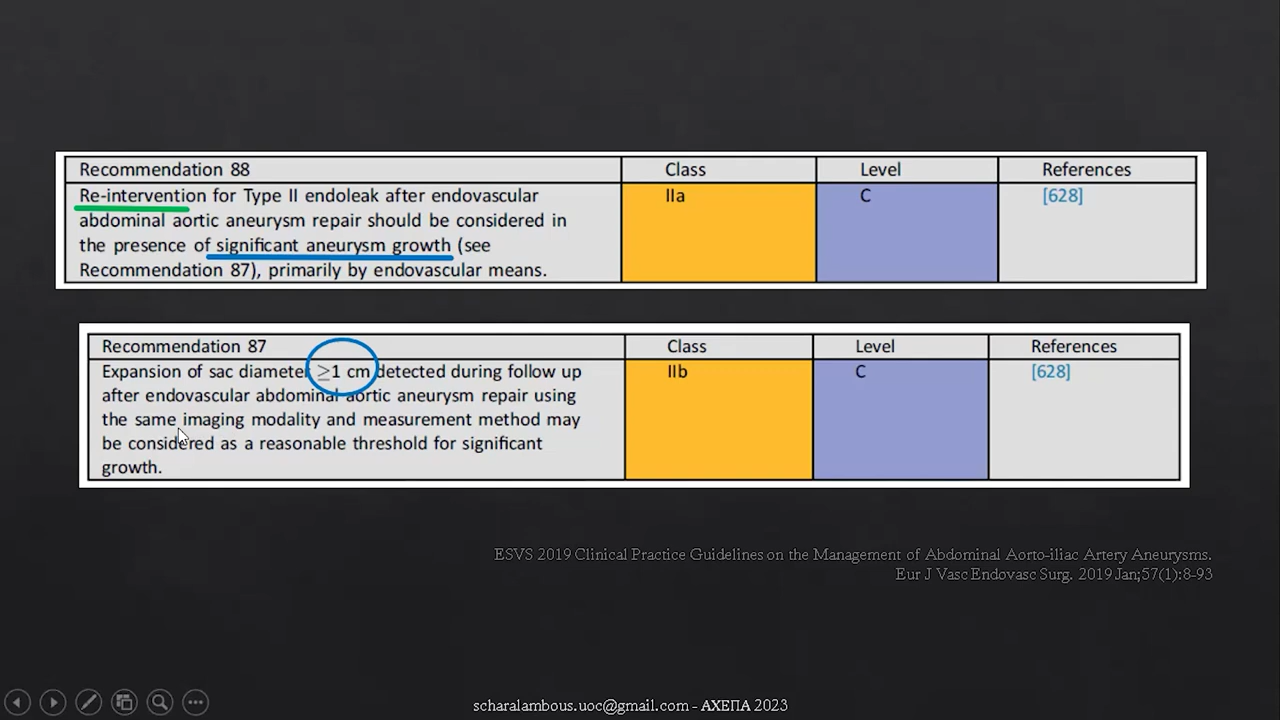 Recommendation 88 Class Level References
Re-intervention for Type II endoleak after endovascular IIa C [628]
abdominal aortic aneurysm repair should be considered in
the presence of significant aneurysm growth (see
Recommendation 87), primarily by endovascular means.
Recommendation 87 Class Level References
Expansion of sac diameter ≥1 cm detected during follow up IIb C [628]
after endovascular abdominal aortic aneurysm repair using
the same imaging modality and measurement method may
be considered as a reasonable threshold for significant
growth.
ESVS 2019 Clinical Practice Guidelines on the Management of Abdominal Aorto-iliac Artery Aneurysms.
Eur J Vasc Endovasc Surg. 2019 Jan;57(1):8-93
scharalambous.uoc@gmail.com - ΑΧΕΠΑ 2023